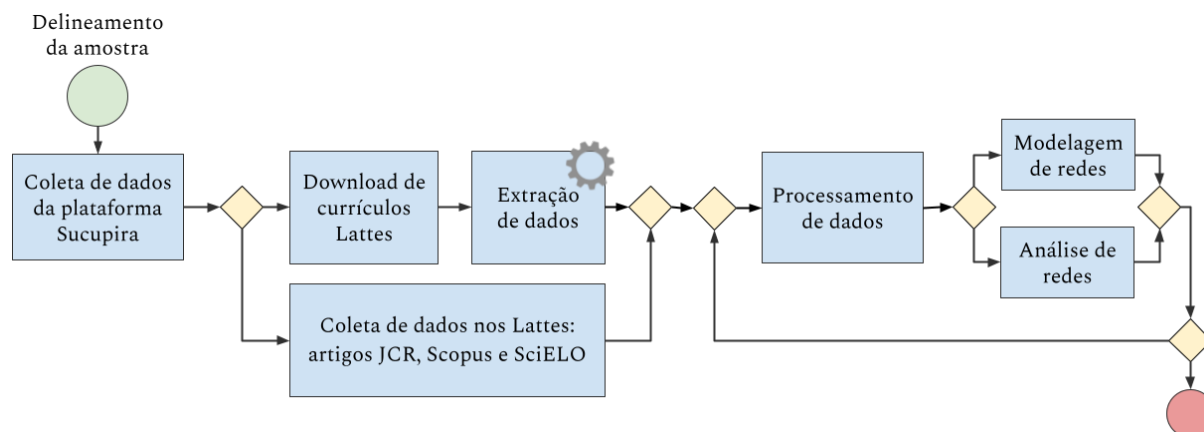 Delineamento
da amostra
Coleta de dados
da plataforma
Sucupira
Download de
currículos
Lattes
Extração
de dados
Coleta de dados nos Lattes:
artigos JCR, Scopus e SciELO
Processamento
de dados
Modelagem
de redes
Análise de
redes